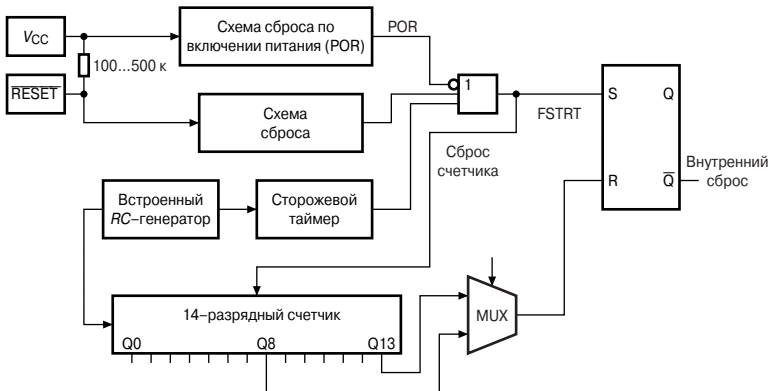 VCC
Схема сброса по
включении питания (POR)
POR
100...500 к
RESET
Схема
сброса
1
FSTRT
S
Q
R
Q
Внутренний
сброс
Сброс
счетчика
Встроенный
RC–генератор
Сторожевой
таймер
14–разрядный счетчик
Q0
Q8
Q13
MUX